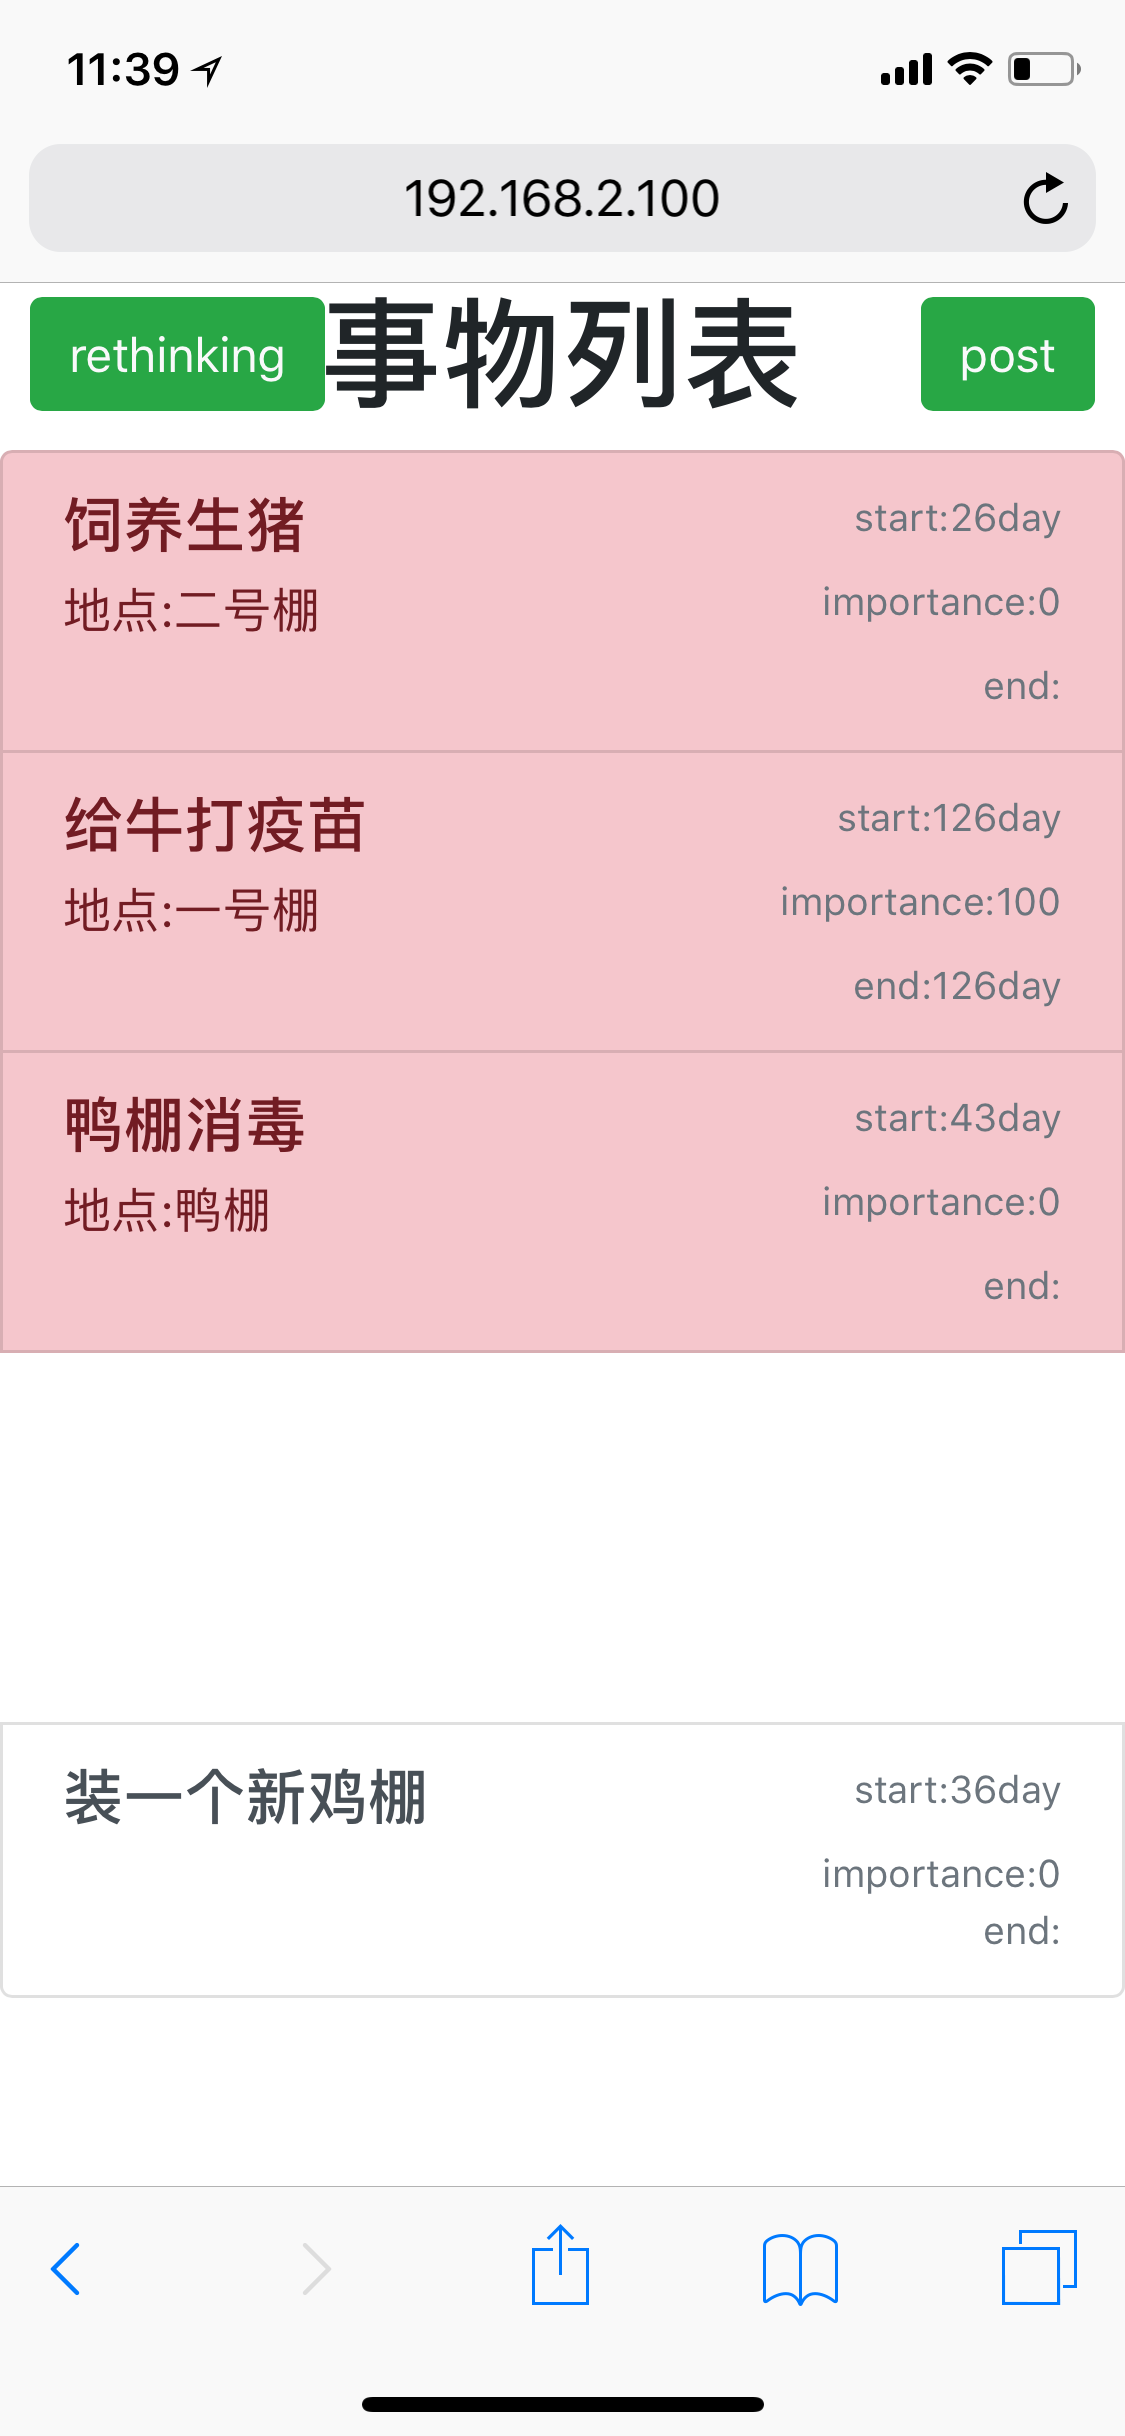 11:39
192.168.2.100
rethinking 事物列表 post
饲养生猪 start:26day
地点:二号棚 importance:0
end:
给牛打疫苗 start:126day
地点:一号棚 importance:100
end:126day
鸭棚消毒 start:43day
地点:鸭棚 importance:0
end:
装一个新鸡棚 start:36day
importance:0
end: